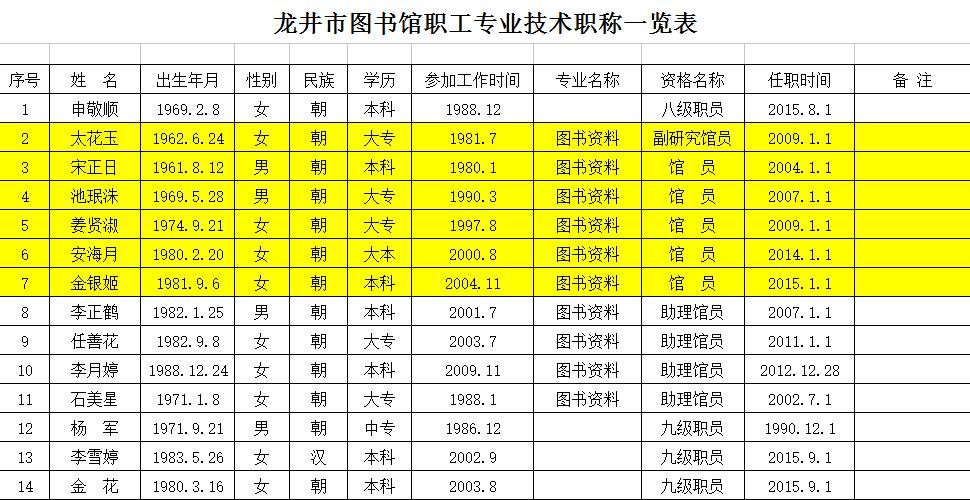 龙井市图书馆职工专业技术职称一览表
序号 姓 名 出生年月 性别 民族 学历 参加工作时间 专业名称 资格名称 任职时间 备 注
1 申敬顺 1969.2.8 女 朝 本科 1988.12 八级职员 2015.8.1
2 太花玉 1962.6.24 女 朝 大专 1981.7 图书资料 副研究馆员 2009.1.1
3 宋正日 1961.8.12 男 朝 本科 1980.1 图书资料 馆 员 2004.1.1
4 池珉洙 1969.5.28 男 朝 大专 1990.3 图书资料 馆 员 2007.1.1
5 姜贤淑 1974.9.21 女 朝 大专 1997.8 图书资料 馆 员 2009.1.1
6 安海月 1980.2.20 女 朝 大本 2000.8 图书资料 馆 员 2014.1.1
7 金银姬 1981.9.6 女 朝 本科 2004.11 图书资料 馆 员 2015.1.1
8 李正鹤 1982.1.25 男 朝 本科 2001.7 图书资料 助理馆员 2007.1.1
9 任善花 1982.9.8 女 朝 大专 2003.7 图书资料 助理馆员 2011.1.1
10 李月婷 1988.12.24 女 朝 本科 2009.11 图书资料 助理馆员 2012.12.28
11 石美星 1971.1.8 女 朝 大专 1988.1 图书资料 助理馆员 2002.7.1
12 杨 军 1971.9.21 男 朝 中专 1986.12 九级职员 1990.12.1
13 李雪婷 1983.5.26 女 汉 本科 2002.9 九级职员 2015.9.1
14 金 花 1980.3.16 女 朝 本科 2003.8 九级职员 2015.9.1